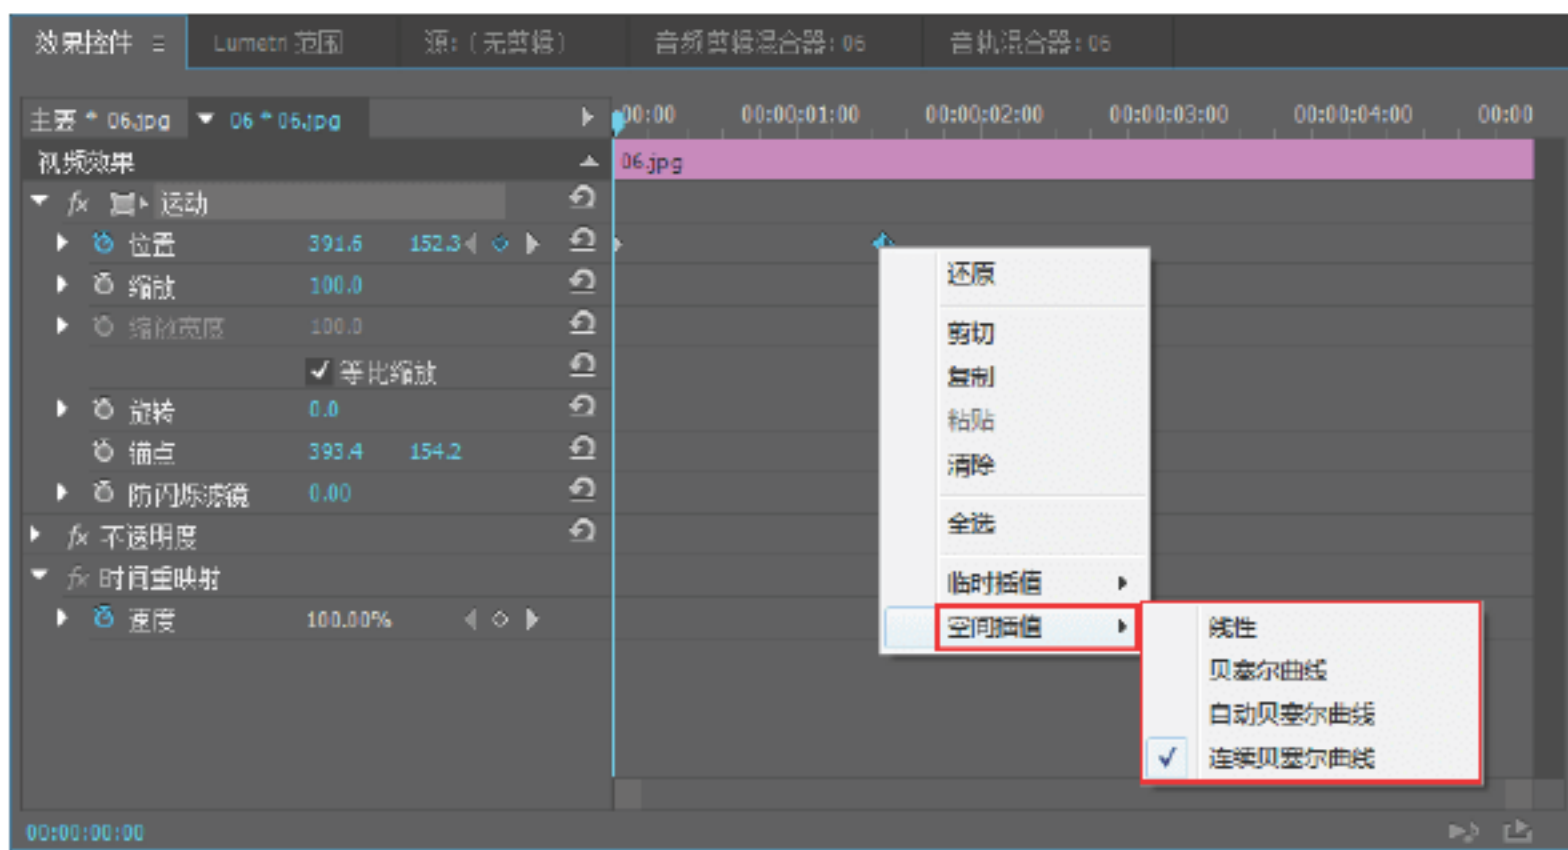 效果控件 Lumetri 范围 源:(无剪辑) 音频剪辑混合器: 06 音轨混合器: 06
主要 * 06.jpg 06 * 06.jpg 00:00 00:00:01:00 00:00:02:00 00:00:03:00 00:00:04:00 00:00
视频效果 06.jpg
fx 运动
位置 391.6 152.3
缩放 100.0
缩放宽度 100.0
等比缩放
旋转 0.0
锚点 393.4 154.2
防闪烁滤镜 0.00
fx 不透明度
fx 时间重映射
速度 100.00%
还原
剪切
复制
粘贴
清除
全选
临时插值
空间插值
线性
贝塞尔曲线
自动贝塞尔曲线
连续贝塞尔曲线
00:00:00:00